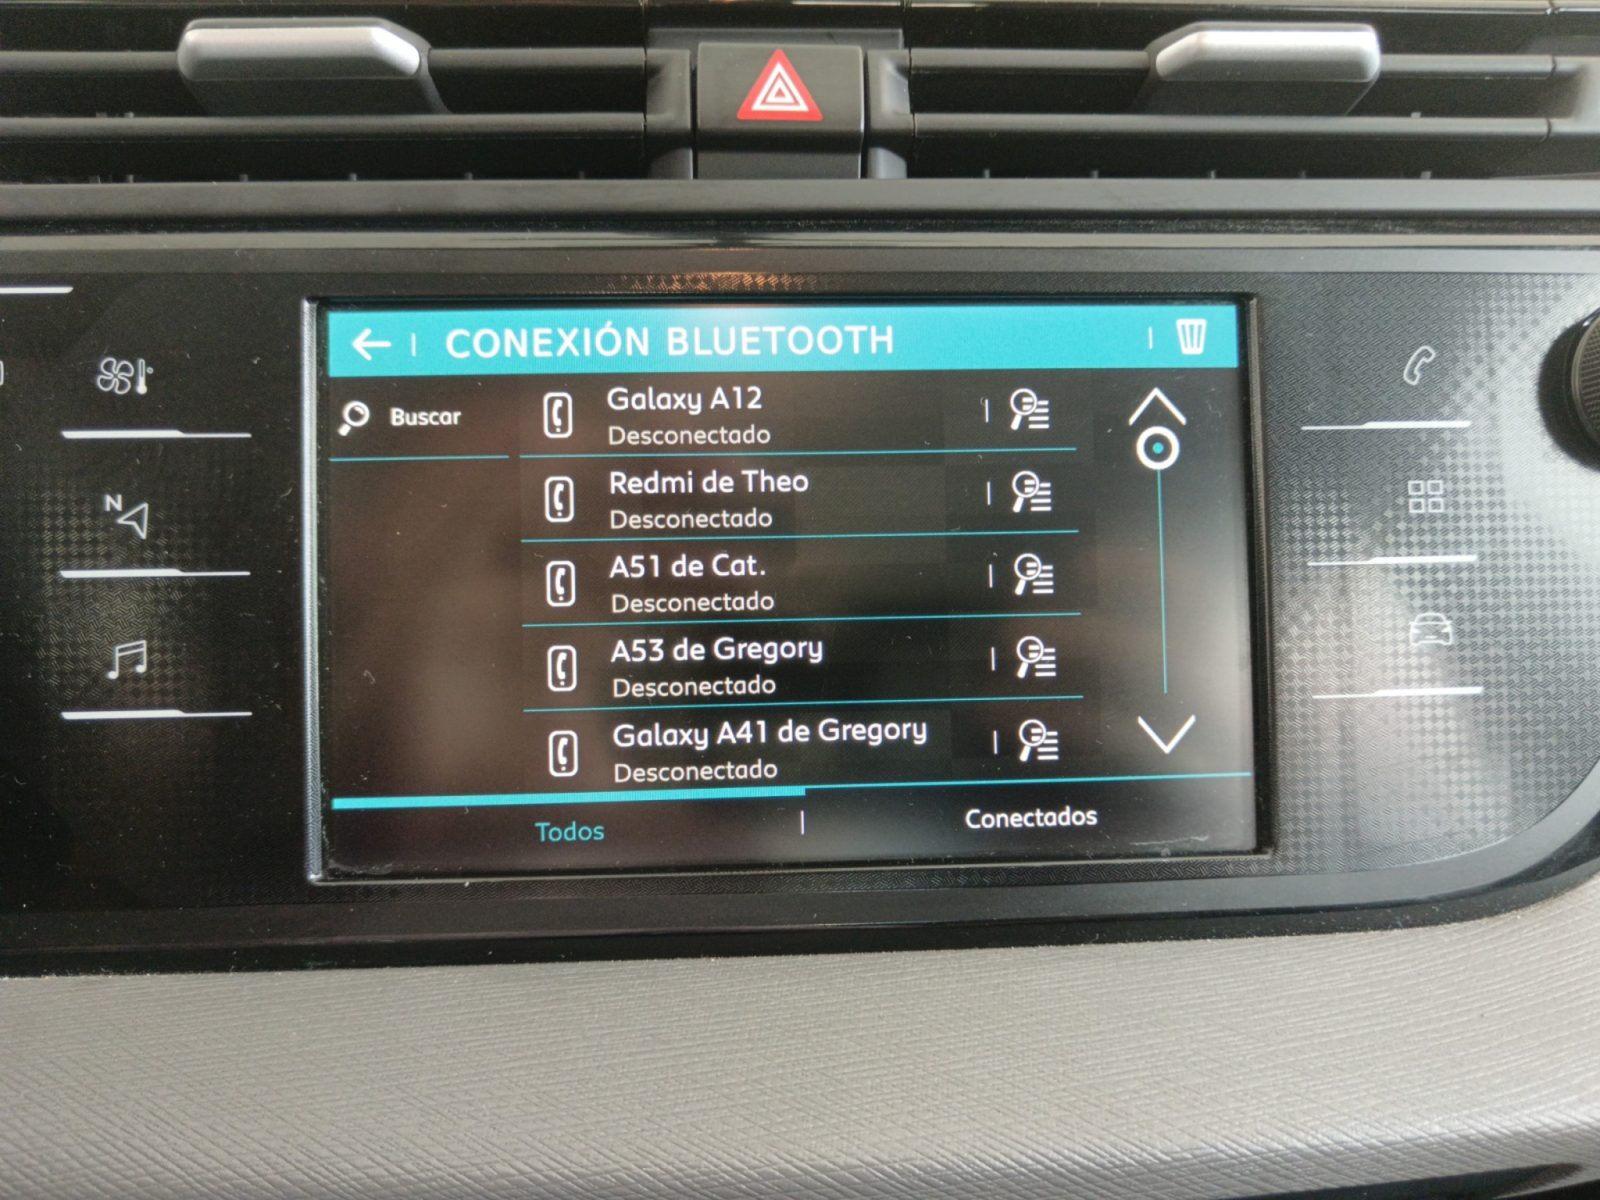 CONEXIÓN BLUETOOTH
Buscar
Galaxy A12
Desconectado
Redmi de Theo
Desconectado
A51 de Cat.
Desconectado
A53 de Gregory
Desconectado
Galaxy A41 de Gregory
Desconectado
Todos
Conectados
N